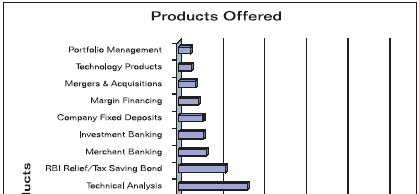 Products Offered
Portfolio Management
Technology Products
Mergers & Acquisitions
Margin Financing
Company Fixed Deposits
Investment Banking
Merchant Banking
RBI Relief/Tax Saving Bond
Technical Analysis